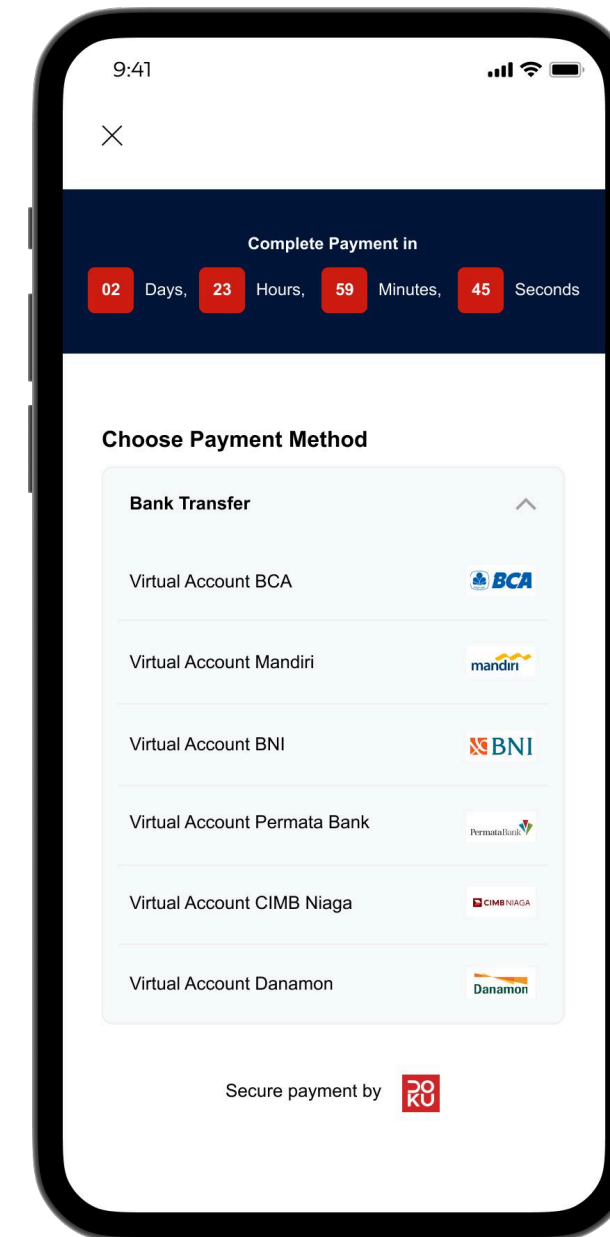 9:41
Complete Payment in
02 Days, 23 Hours, 59 Minutes, 45 Seconds
Choose Payment Method
Bank Transfer
Virtual Account BCA BCA
Virtual Account Mandiri mandiri
Virtual Account BNI BNI
Virtual Account Permata Bank PermataBank
Virtual Account CIMB Niaga CIMB NIAGA
Virtual Account Danamon Danamon
Secure payment by DOKU